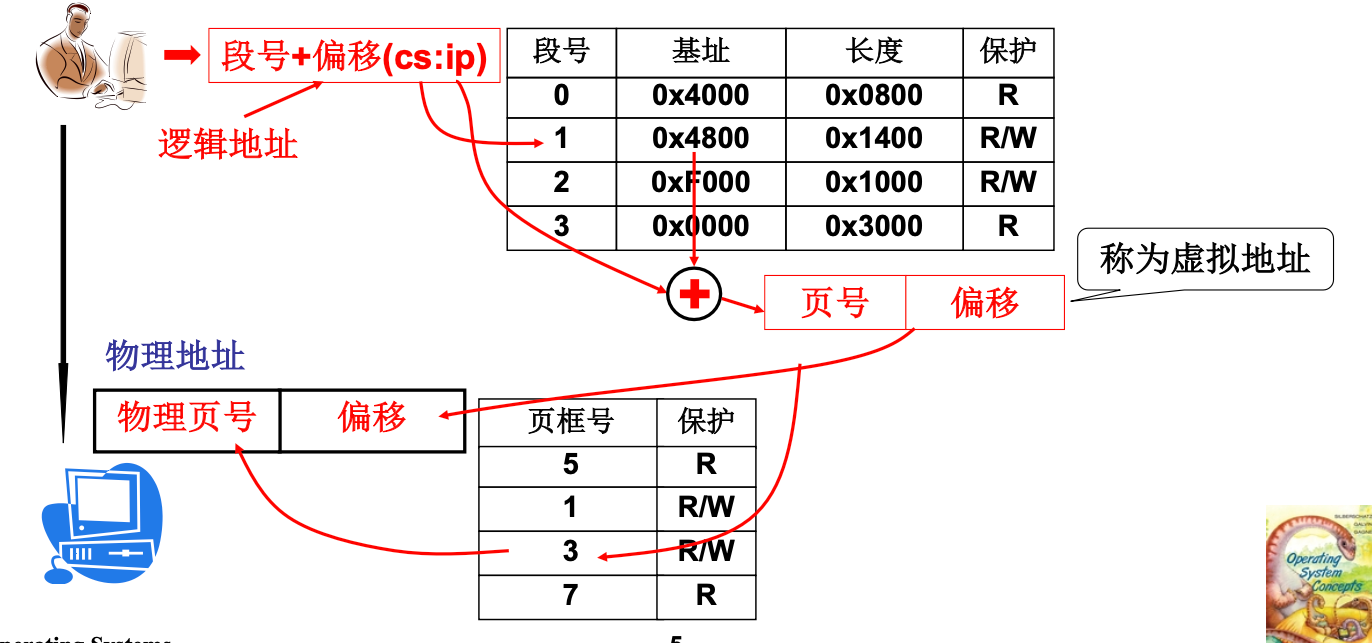 段号+偏移(cs:ip)
逻辑地址
段号 基址 长度 保护
0 0x4000 0x0800 R
1 0x4800 0x1400 R/W
2 0xF000 0x1000 R/W
3 0x0000 0x3000 R
称为虚拟地址
页号 偏移
物理地址
物理页号 偏移
页框号 保护
5 R
1 R/W
3 R/W
7 R
Operating
System
Concepts
5